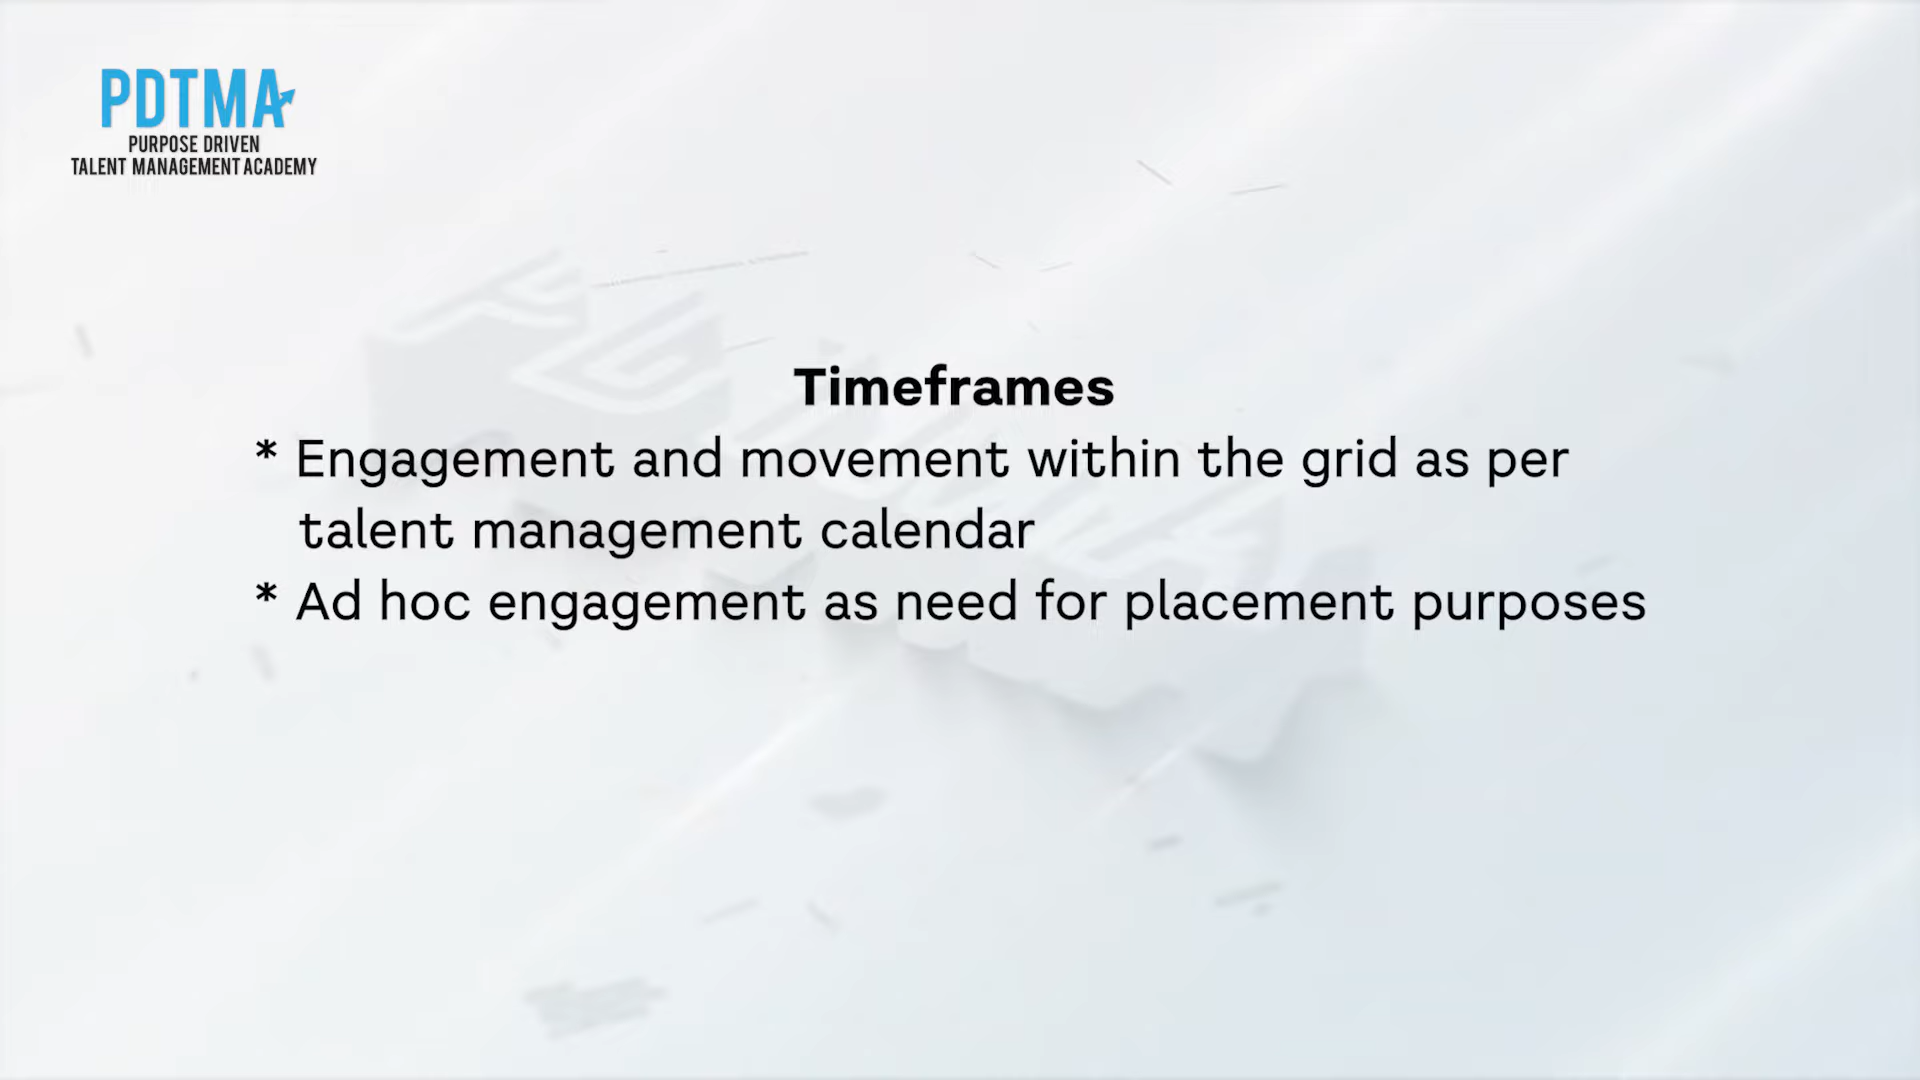 PDTMA
PURPOSE DRIVEN
TALENT MANAGEMENT ACADEMY
Timeframes
* Engagement and movement within the grid as per
talent management calendar
* Ad hoc engagement as need for placement purposes